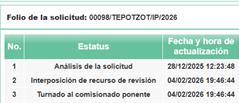 Folio de la solicitud: 00098/TEPOTZOT/IP/2026
No. Estatus Fecha y hora de actualización
1 Análisis de la solicitud 28/12/2025 12:23:48
2 Interposición de recurso de revisión 04/02/2026 19:46:44
3 Turnado al comisionado ponente 04/02/2026 19:46:44